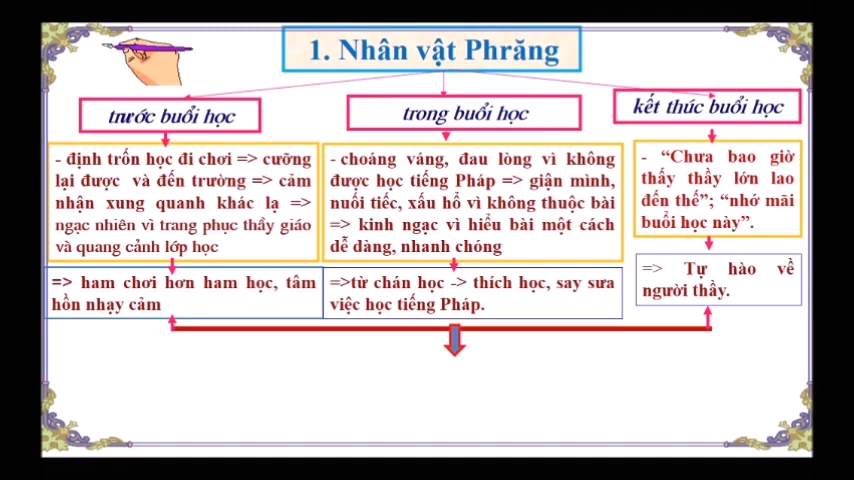 1. Nhân vật Phrăng
trước buổi học
trong buổi học
kết thúc buổi học
- định trốn học đi chơi => cưỡng
lại được và đến trường => cảm
nhận xung quanh khác lạ =>
ngạc nhiên vì trang phục thầy giáo
và quang cảnh lớp học
- choáng váng, đau lòng vì không
được học tiếng Pháp => giận mình,
nuối tiếc, xấu hổ vì không thuộc bài
=> kinh ngạc vì hiểu bài một cách
dễ dàng, nhanh chóng
- “Chưa bao giờ
thấy thầy lớn lao
đến thế”; “nhớ mãi
buổi học này”.
=> ham chơi hơn ham học, tâm
hồn nhạy cảm
=>từ chán học -> thích học, say sưa
việc học tiếng Pháp.
=> Tự hào về
người thầy.